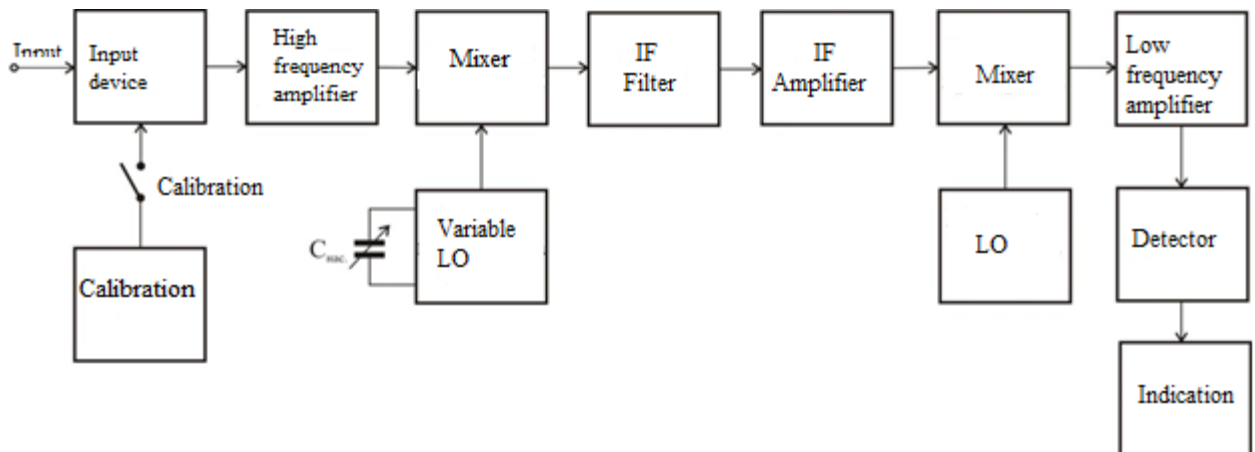 Input
Input
device
High
frequency
amplifier
Mixer
IF
Filter
IF
Amplifier
Mixer
Low
frequency
amplifier
Calibration
Calibration
Variable
LO
LO
Detector
Indication